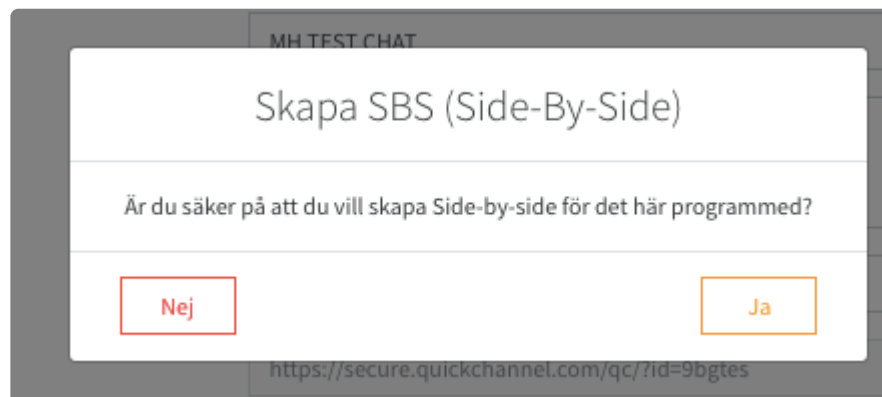 MH TEST CHAT
Skapa SBS (Side-By-Side)
Är du säker på att du vill skapa Side-by-side för det här programmed?
Nej
Ja
https://secure.quickchannel.com/qc/?id=9bgtes